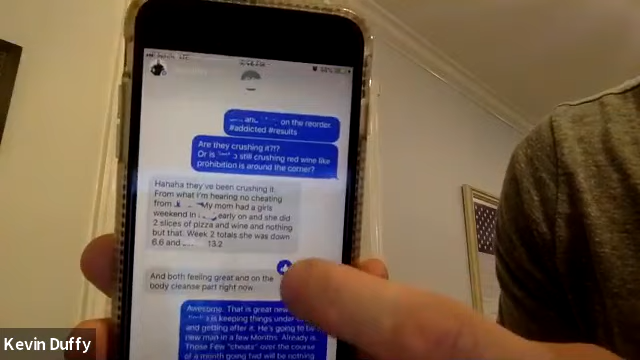 and on the reorder.
#addicted #results
Are they crushing it?!?
Or is still crushing red wine like
prohibition is around the corner?
Hahaha they've been crushing it.
From what I'm hearing no cheating
from My mom had a girls
weekend in early on and she did
2 slices of pizza and wine and nothing
but that. Week 2 totals she was down
6.6 and 13.2
And both feeling great and on the
body cleanse part right now.
Awesome. That is great
is keeping things under
and getting after it. He's going to be
new man in a few Months. Already is
Those Few "cheats" over the course
of a month going fwd will be nothing
Kevin Duffy